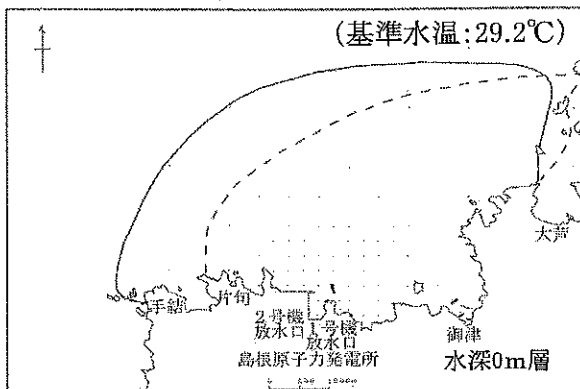 (基準水温:29.2℃)
大芦
手結
片句
2号機
放水口
1号機
放水口
御津
島根原子力発電所
水深0m層